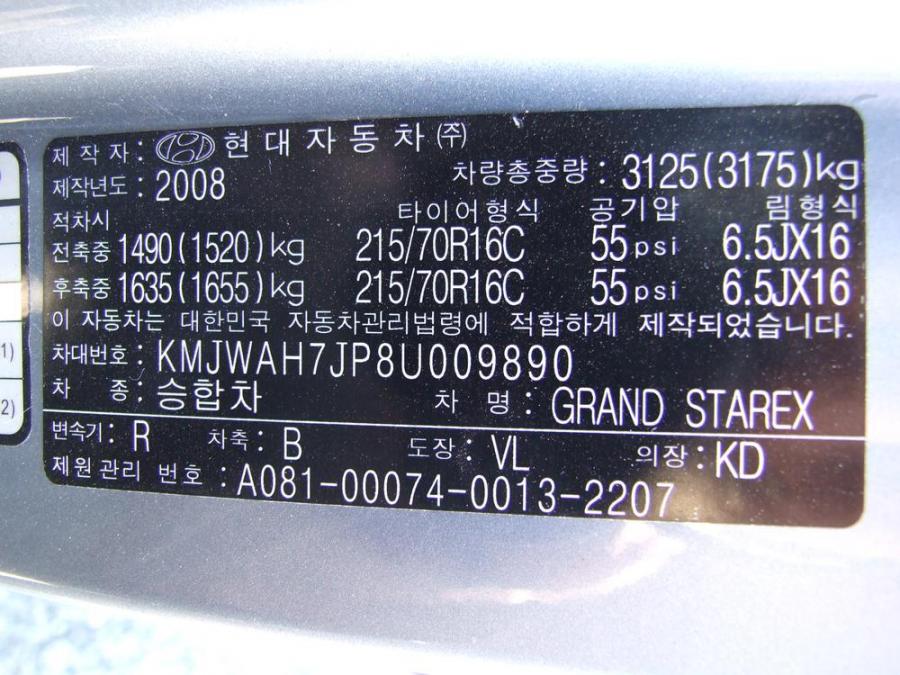 제 작 자 : HYUNDAI 현대자동차 ㈜
제작년도 : 2008 차량총중량 : 3125(3175)kg
적차시 타이어형식 공기압 림형식
전축중 1490(1520)kg 215/70R16C 55psi 6.5JX16
후축중 1635(1655)kg 215/70R16C 55psi 6.5JX16
이 자동차는 대한민국 자동차관리법령에 적합하게 제작되었습니다.
차대번호 : KMJWAH7JP8U009890
차 종 : 승합차 차 명 : GRAND STAREX
변속기 : R 차축 : B 도장 : VL 의장 : KD
제원관리 번호 : A081-00074-0013-2207
1)
2)